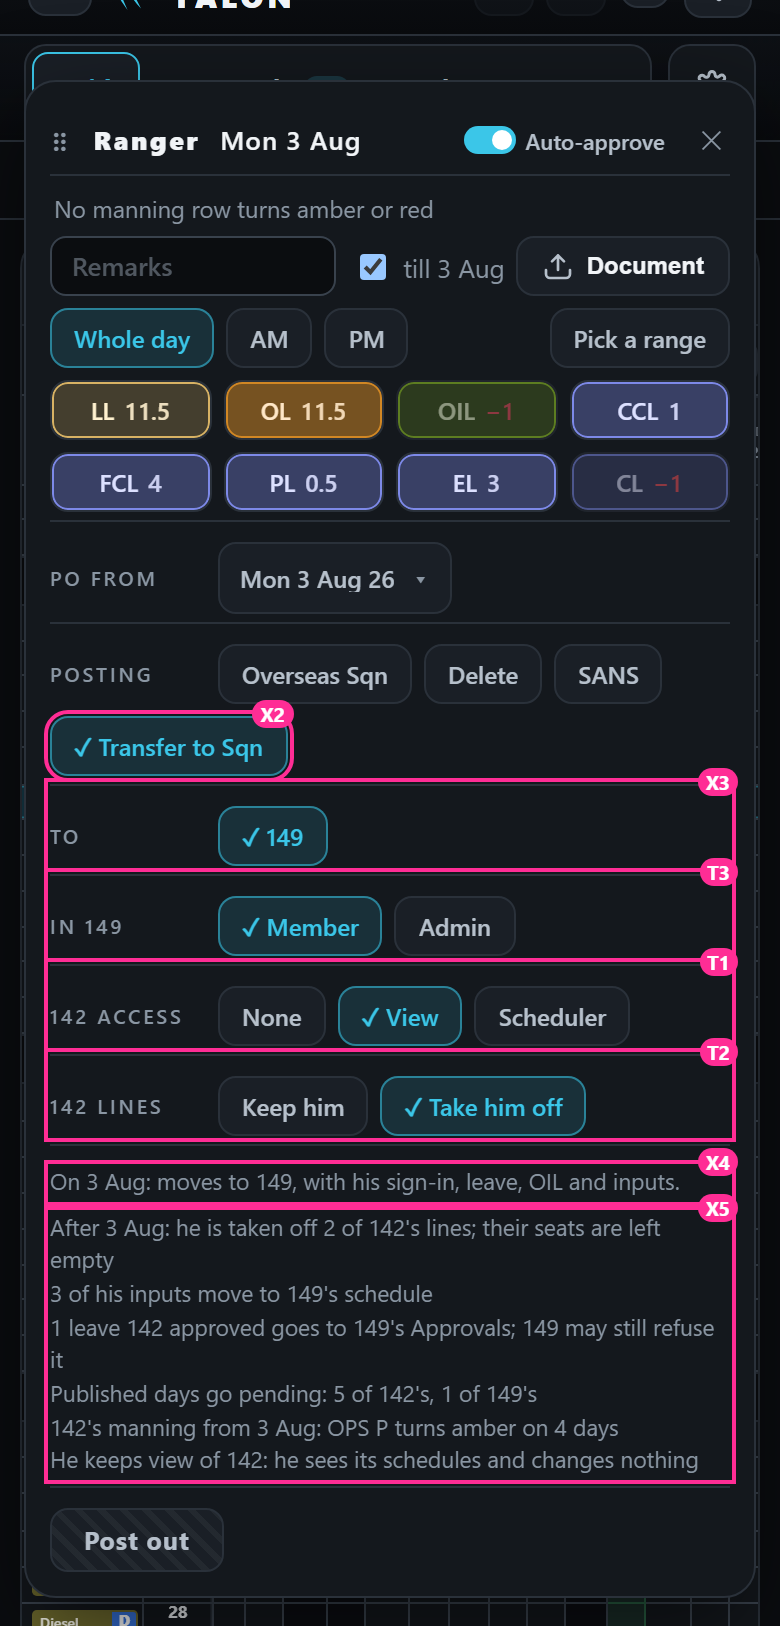 TALON
Ranger Mon 3 Aug Auto-approve
No manning row turns amber or red
Remarks till 3 Aug Document
Whole day AM PM Pick a range
LL 11.5 OL 11.5 OIL −1 CCL 1
FCL 4 PL 0.5 EL 3 CL −1
PO FROM Mon 3 Aug 26
POSTING Overseas Sqn Delete SANS
X2
✓ Transfer to Sqn
X3
TO ✓ 149
T3
IN 149 ✓ Member Admin
T1
142 ACCESS None ✓ View Scheduler
T2
142 LINES Keep him ✓ Take him off
X4
On 3 Aug: moves to 149, with his sign-in, leave, OIL and inputs.
X5
After 3 Aug: he is taken off 2 of 142's lines; their seats are left
empty
3 of his inputs move to 149's schedule
1 leave 142 approved goes to 149's Approvals; 149 may still refuse
it
Published days go pending: 5 of 142's, 1 of 149's
142's manning from 3 Aug: OPS P turns amber on 4 days
He keeps view of 142: he sees its schedules and changes nothing
Post out
Diesel D 28